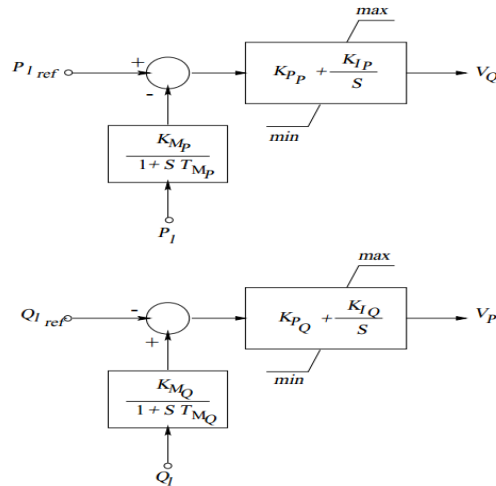 max
P1 ref
+
-
KPP + KIP / S
VQ
min
KMP
1 + S TMP
P1
max
Q1 ref
-
+
KPQ + KIQ / S
VP
min
KMQ
1 + S TMQ
Ql